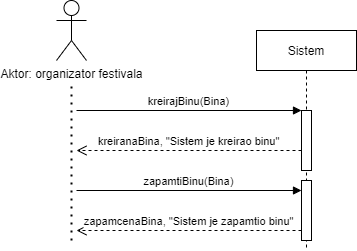 Sistem
Aktor: organizator festivala
kreirajBinu(Bina)
kreiranaBina, "Sistem je kreirao binu"
zapamtiBinu(Bina)
zapamcenaBina, "Sistem je zapamtio binu"